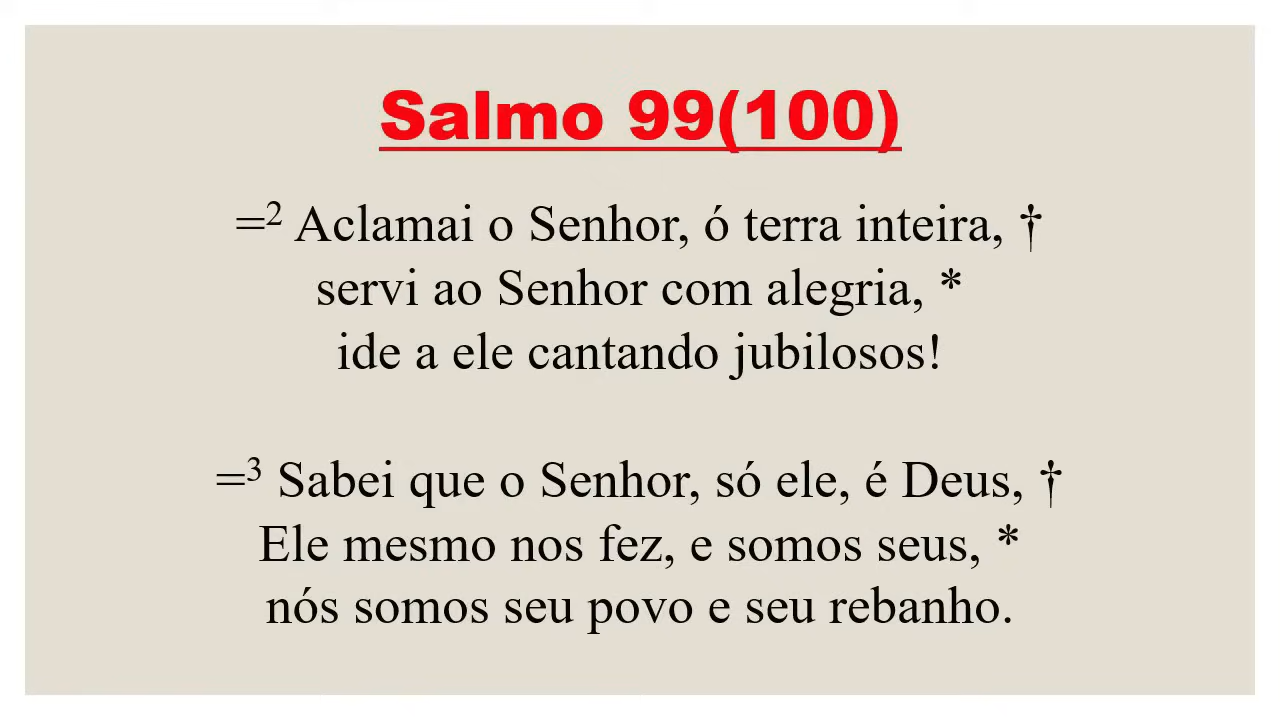 Salmo 99(100)
=² Aclamai o Senhor, ó terra inteira, †
servi ao Senhor com alegria, *
ide a ele cantando jubilosos!
=³ Sabei que o Senhor, só ele, é Deus, †
Ele mesmo nos fez, e somos seus, *
nós somos seu povo e seu rebanho.